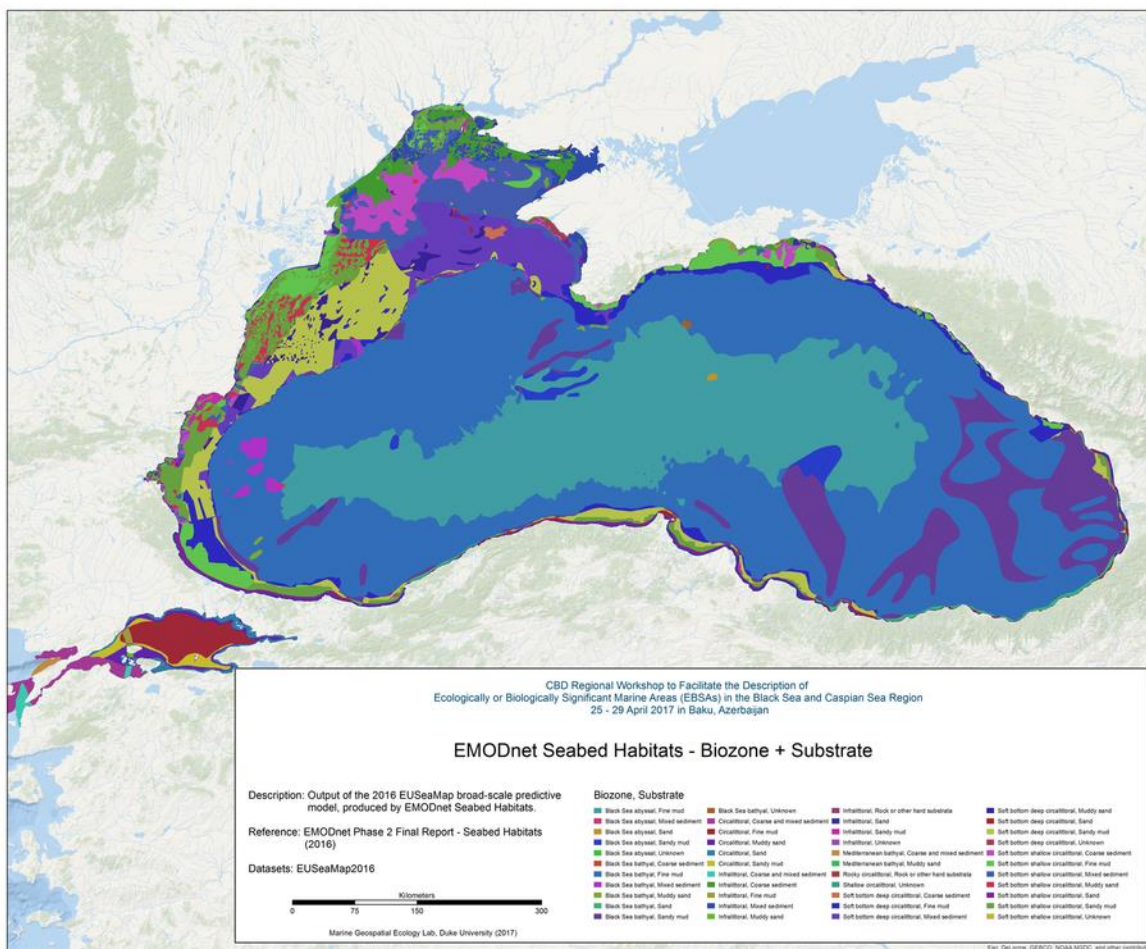 CBD Regional Workshop to Facilitate the Description of
Ecologically or Biologically Significant Marine Areas (EBSAs) in the Black Sea and Caspian Sea Region
25 - 29 April 2017 in Baku, Azerbaijan
EMODnet Seabed Habitats - Biozone + Substrate
Description: Output of the 2016 EUSeaMap broad-scale predictive
model, produced by EMODnet Seabed Habitats.
Reference: EMODnet Phase 2 Final Report - Seabed Habitats
(2016)
Datasets: EUSeaMap2016
Kilometers
0 75 150 300
Marine Geospatial Ecology Lab, Duke University (2017)
Biozone, Substrate
Black Sea abyssal, Fine mud
Black Sea abyssal, Mixed sediment
Black Sea abyssal, Sand
Black Sea abyssal, Sandy mud
Black Sea abyssal, Unknown
Black Sea bathyal, Coarse sediment
Black Sea bathyal, Fine mud
Black Sea bathyal, Mixed sediment
Black Sea bathyal, Muddy sand
Black Sea bathyal, Sand
Black Sea bathyal, Sandy mud
Black Sea bathyal, Unknown
Circalittoral, Coarse and mixed sediment
Circalittoral, Fine mud
Circalittoral, Muddy sand
Circalittoral, Sand
Circalittoral, Sandy mud
Infralittoral, Coarse and mixed sediment
Infralittoral, Coarse sediment
Infralittoral, Fine mud
Infralittoral, Mixed sediment
Infralittoral, Muddy sand
Infralittoral, Rock or other hard substrata
Infralittoral, Sand
Infralittoral, Sandy mud
Infralittoral, Unknown
Mediterranean bathyal, Coarse and mixed sediment
Mediterranean bathyal, Muddy sand
Rocky circalittoral, Rock or other hard substrata
Shallow circalittoral, Unknown
Soft bottom deep circalittoral, Coarse sediment
Soft bottom deep circalittoral, Fine mud
Soft bottom deep circalittoral, Mixed sediment
Soft bottom deep circalittoral, Muddy sand
Soft bottom deep circalittoral, Sand
Soft bottom deep circalittoral, Sandy mud
Soft bottom deep circalittoral, Unknown
Soft bottom shallow circalittoral, Coarse sediment
Soft bottom shallow circalittoral, Fine mud
Soft bottom shallow circalittoral, Mixed sediment
Soft bottom shallow circalittoral, Muddy sand
Soft bottom shallow circalittoral, Sand
Soft bottom shallow circalittoral, Sandy mud
Soft bottom shallow circalittoral, Unknown
Esri, DeLorme, GEBCO, NOAA NGDC, and other